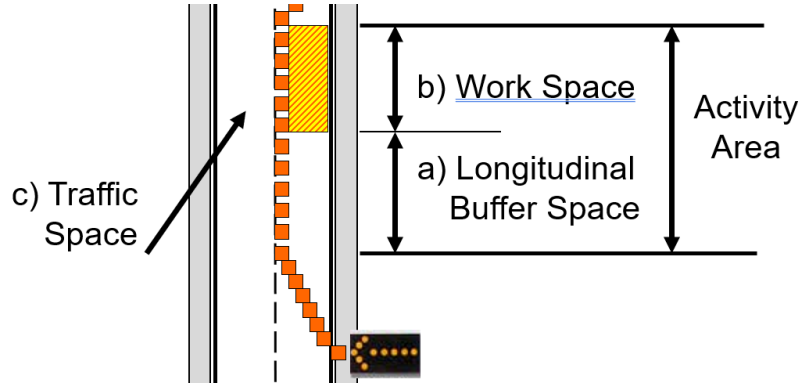 b) Work Space
Activity
Area
a) Longitudinal
Buffer Space
c) Traffic
Space